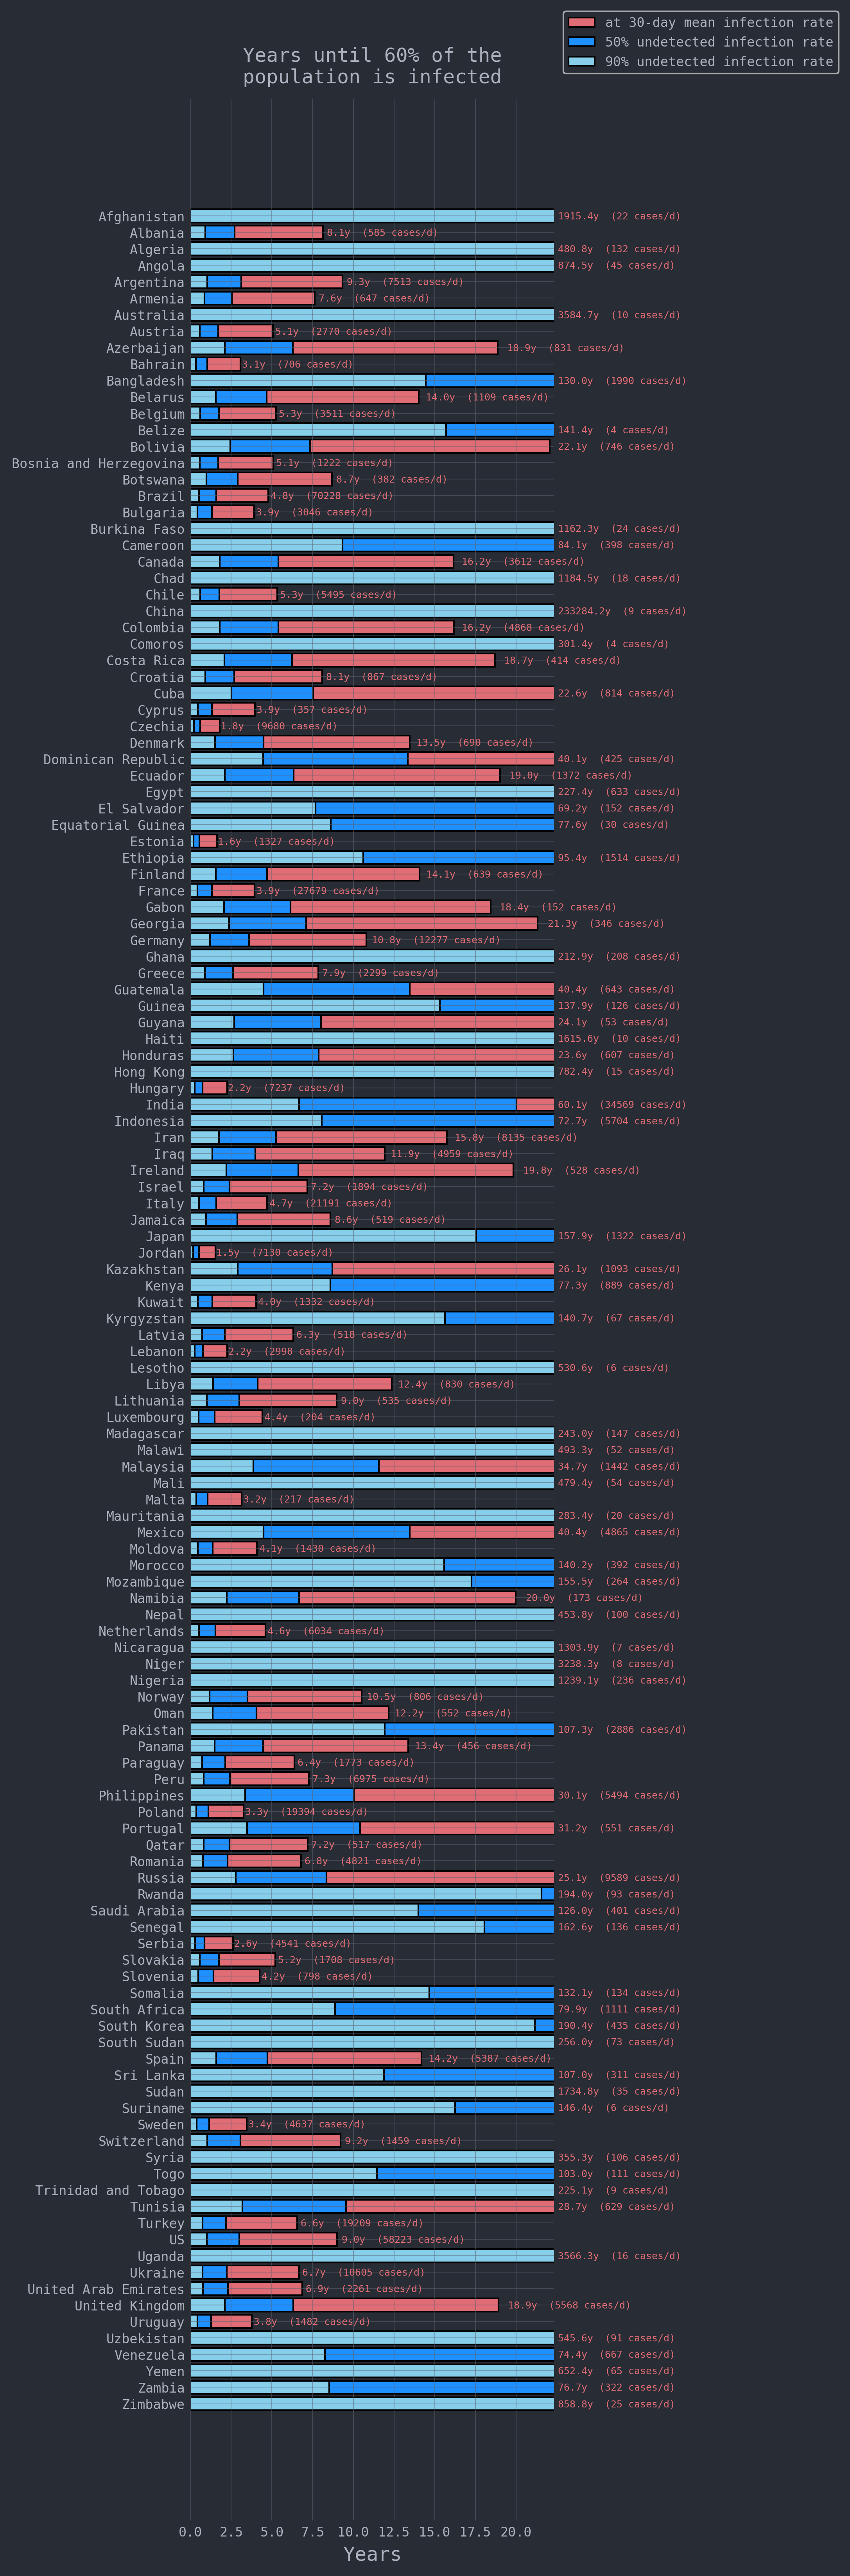 at 30-day mean infection rate
50% undetected infection rate
90% undetected infection rate
Years until 60% of the
population is infected
Afghanistan 1915.4y (22 cases/d)
Albania 8.1y (585 cases/d)
Algeria 480.8y (132 cases/d)
Angola 874.5y (45 cases/d)
Argentina 9.3y (7513 cases/d)
Armenia 7.6y (647 cases/d)
Australia 3584.7y (10 cases/d)
Austria 5.1y (2770 cases/d)
Azerbaijan 18.9y (831 cases/d)
Bahrain 3.1y (706 cases/d)
Bangladesh 130.0y (1990 cases/d)
Belarus 14.0y (1109 cases/d)
Belgium 5.3y (3511 cases/d)
Belize 141.4y (4 cases/d)
Bolivia 22.1y (746 cases/d)
Bosnia and Herzegovina 5.1y (1222 cases/d)
Botswana 8.7y (382 cases/d)
Brazil 4.8y (70228 cases/d)
Bulgaria 3.9y (3046 cases/d)
Burkina Faso 1162.3y (24 cases/d)
Cameroon 84.1y (398 cases/d)
Canada 16.2y (3612 cases/d)
Chad 1184.5y (18 cases/d)
Chile 5.3y (5495 cases/d)
China 233284.2y (9 cases/d)
Colombia 16.2y (4868 cases/d)
Comoros 301.4y (4 cases/d)
Costa Rica 18.7y (414 cases/d)
Croatia 8.1y (867 cases/d)
Cuba 22.6y (814 cases/d)
Cyprus 3.9y (357 cases/d)
Czechia 1.8y (9680 cases/d)
Denmark 13.5y (690 cases/d)
Dominican Republic 40.1y (425 cases/d)
Ecuador 19.0y (1372 cases/d)
Egypt 227.4y (633 cases/d)
El Salvador 69.2y (152 cases/d)
Equatorial Guinea 77.6y (30 cases/d)
Estonia 1.6y (1327 cases/d)
Ethiopia 95.4y (1514 cases/d)
Finland 14.1y (639 cases/d)
France 3.9y (27679 cases/d)
Gabon 18.4y (152 cases/d)
Georgia 21.3y (346 cases/d)
Germany 10.8y (12277 cases/d)
Ghana 212.9y (208 cases/d)
Greece 7.9y (2299 cases/d)
Guatemala 40.4y (643 cases/d)
Guinea 137.9y (126 cases/d)
Guyana 24.1y (53 cases/d)
Haiti 1615.6y (10 cases/d)
Honduras 23.6y (607 cases/d)
Hong Kong 782.4y (15 cases/d)
Hungary 2.2y (7237 cases/d)
India 60.1y (34569 cases/d)
Indonesia 72.7y (5704 cases/d)
Iran 15.8y (8135 cases/d)
Iraq 11.9y (4959 cases/d)
Ireland 19.8y (528 cases/d)
Israel 7.2y (1894 cases/d)
Italy 4.7y (21191 cases/d)
Jamaica 8.6y (519 cases/d)
Japan 157.9y (1322 cases/d)
Jordan 1.5y (7130 cases/d)
Kazakhstan 26.1y (1093 cases/d)
Kenya 77.3y (889 cases/d)
Kuwait 4.0y (1332 cases/d)
Kyrgyzstan 140.7y (67 cases/d)
Latvia 6.3y (518 cases/d)
Lebanon 2.2y (2998 cases/d)
Lesotho 530.6y (6 cases/d)
Libya 12.4y (830 cases/d)
Lithuania 9.0y (535 cases/d)
Luxembourg 4.4y (204 cases/d)
Madagascar 243.0y (147 cases/d)
Malawi 493.3y (52 cases/d)
Malaysia 34.7y (1442 cases/d)
Mali 479.4y (54 cases/d)
Malta 3.2y (217 cases/d)
Mauritania 283.4y (20 cases/d)
Mexico 40.4y (4865 cases/d)
Moldova 4.1y (1430 cases/d)
Morocco 140.2y (392 cases/d)
Mozambique 155.5y (264 cases/d)
Namibia 20.0y (173 cases/d)
Nepal 453.8y (100 cases/d)
Netherlands 4.6y (6034 cases/d)
Nicaragua 1303.9y (7 cases/d)
Niger 3238.3y (8 cases/d)
Nigeria 1239.1y (236 cases/d)
Norway 10.5y (806 cases/d)
Oman 12.2y (552 cases/d)
Pakistan 107.3y (2886 cases/d)
Panama 13.4y (456 cases/d)
Paraguay 6.4y (1773 cases/d)
Peru 7.3y (6975 cases/d)
Philippines 30.1y (5494 cases/d)
Poland 3.3y (19394 cases/d)
Portugal 31.2y (551 cases/d)
Qatar 7.2y (517 cases/d)
Romania 6.8y (4821 cases/d)
Russia 25.1y (9589 cases/d)
Rwanda 194.0y (93 cases/d)
Saudi Arabia 126.0y (401 cases/d)
Senegal 162.6y (136 cases/d)
Serbia 2.6y (4541 cases/d)
Slovakia 5.2y (1708 cases/d)
Slovenia 4.2y (798 cases/d)
Somalia 132.1y (134 cases/d)
South Africa 79.9y (1111 cases/d)
South Korea 190.4y (435 cases/d)
South Sudan 256.0y (73 cases/d)
Spain 14.2y (5387 cases/d)
Sri Lanka 107.0y (311 cases/d)
Sudan 1734.8y (35 cases/d)
Suriname 146.4y (6 cases/d)
Sweden 3.4y (4637 cases/d)
Switzerland 9.2y (1459 cases/d)
Syria 355.3y (106 cases/d)
Togo 103.0y (111 cases/d)
Trinidad and Tobago 225.1y (9 cases/d)
Tunisia 28.7y (629 cases/d)
Turkey 6.6y (19209 cases/d)
US 9.0y (58223 cases/d)
Uganda 3566.3y (16 cases/d)
Ukraine 6.7y (10605 cases/d)
United Arab Emirates 6.9y (2261 cases/d)
United Kingdom 18.9y (5568 cases/d)
Uruguay 3.8y (1482 cases/d)
Uzbekistan 545.6y (91 cases/d)
Venezuela 74.4y (667 cases/d)
Yemen 652.4y (65 cases/d)
Zambia 76.7y (322 cases/d)
Zimbabwe 858.8y (25 cases/d)
0.0 2.5 5.0 7.5 10.0 12.5 15.0 17.5 20.0
Years